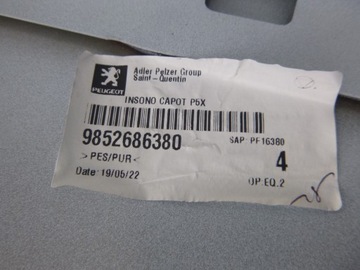 PEUGEOT
Adler Pelzer Group
Saint-Quentin
INSONO CAPOT P5X
9852686380
SAP: PF16380
>PES/PUR<
4
Date: 19/05/22
OP.EQ.2